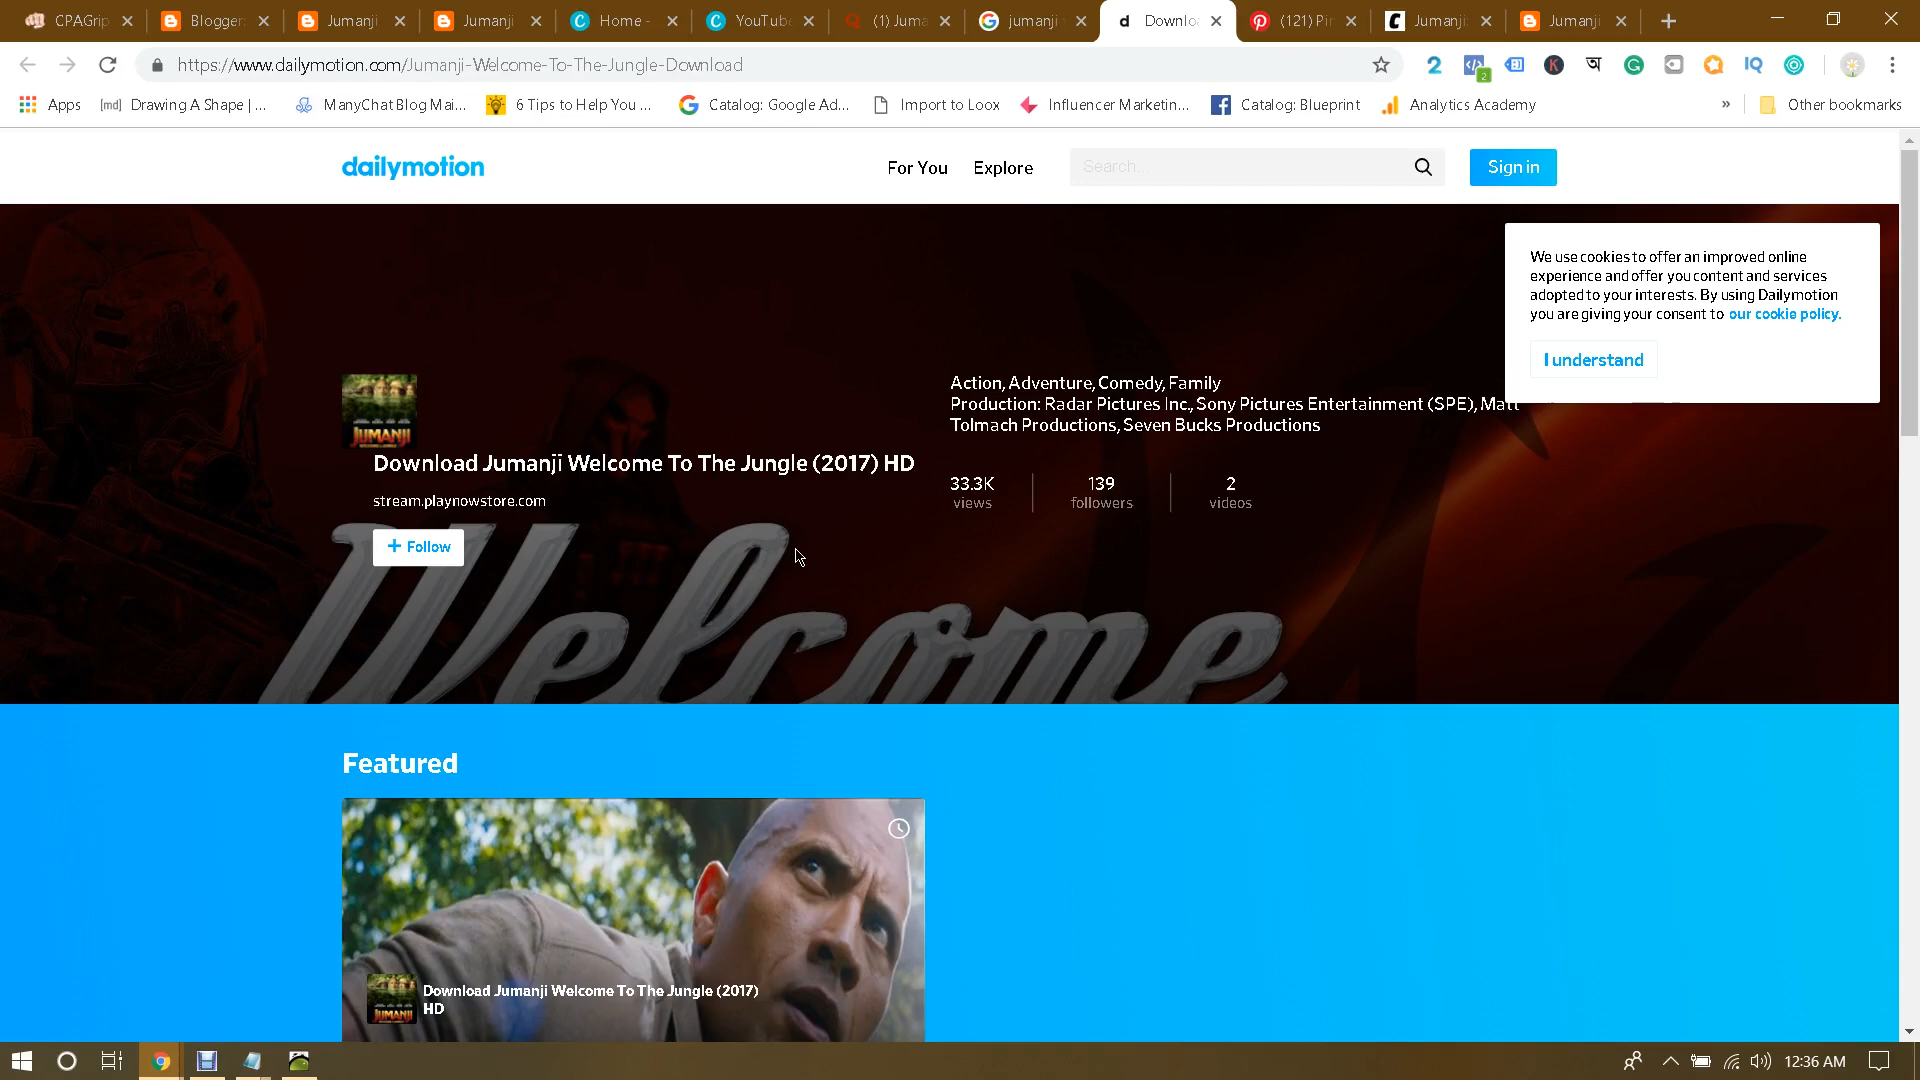 CPAGrip
Blogger:
Jumanji
Jumanji
Home -
YouTube
(1) Juma
jumanji
Downloa
(121) Pin
Jumanji:
Jumanji
https://www.dailymotion.com/Jumanji-Welcome-To-The-Jungle-Download
Apps
Drawing A Shape | ...
ManyChat Blog Mai...
6 Tips to Help You ...
Catalog: Google Ad...
Import to Loox
Influencer Marketin...
Catalog: Blueprint
Analytics Academy
»
Other bookmarks
dailymotion
For You
Explore
Search...
Sign in
We use cookies to offer an improved online
experience and offer you content and services
adopted to your interests. By using Dailymotion
you are giving your consent to our cookie policy.
I understand
JUMANJI
Action, Adventure, Comedy, Family
Production: Radar Pictures Inc., Sony Pictures Entertainment (SPE), Matt
Tolmach Productions, Seven Bucks Productions
Download Jumanji Welcome To The Jungle (2017) HD
stream.playnowstore.com
+ Follow
33.3K
views
139
followers
2
videos
Welcome
Featured
JUMANJI
Download Jumanji Welcome To The Jungle (2017)
HD
12:36 AM